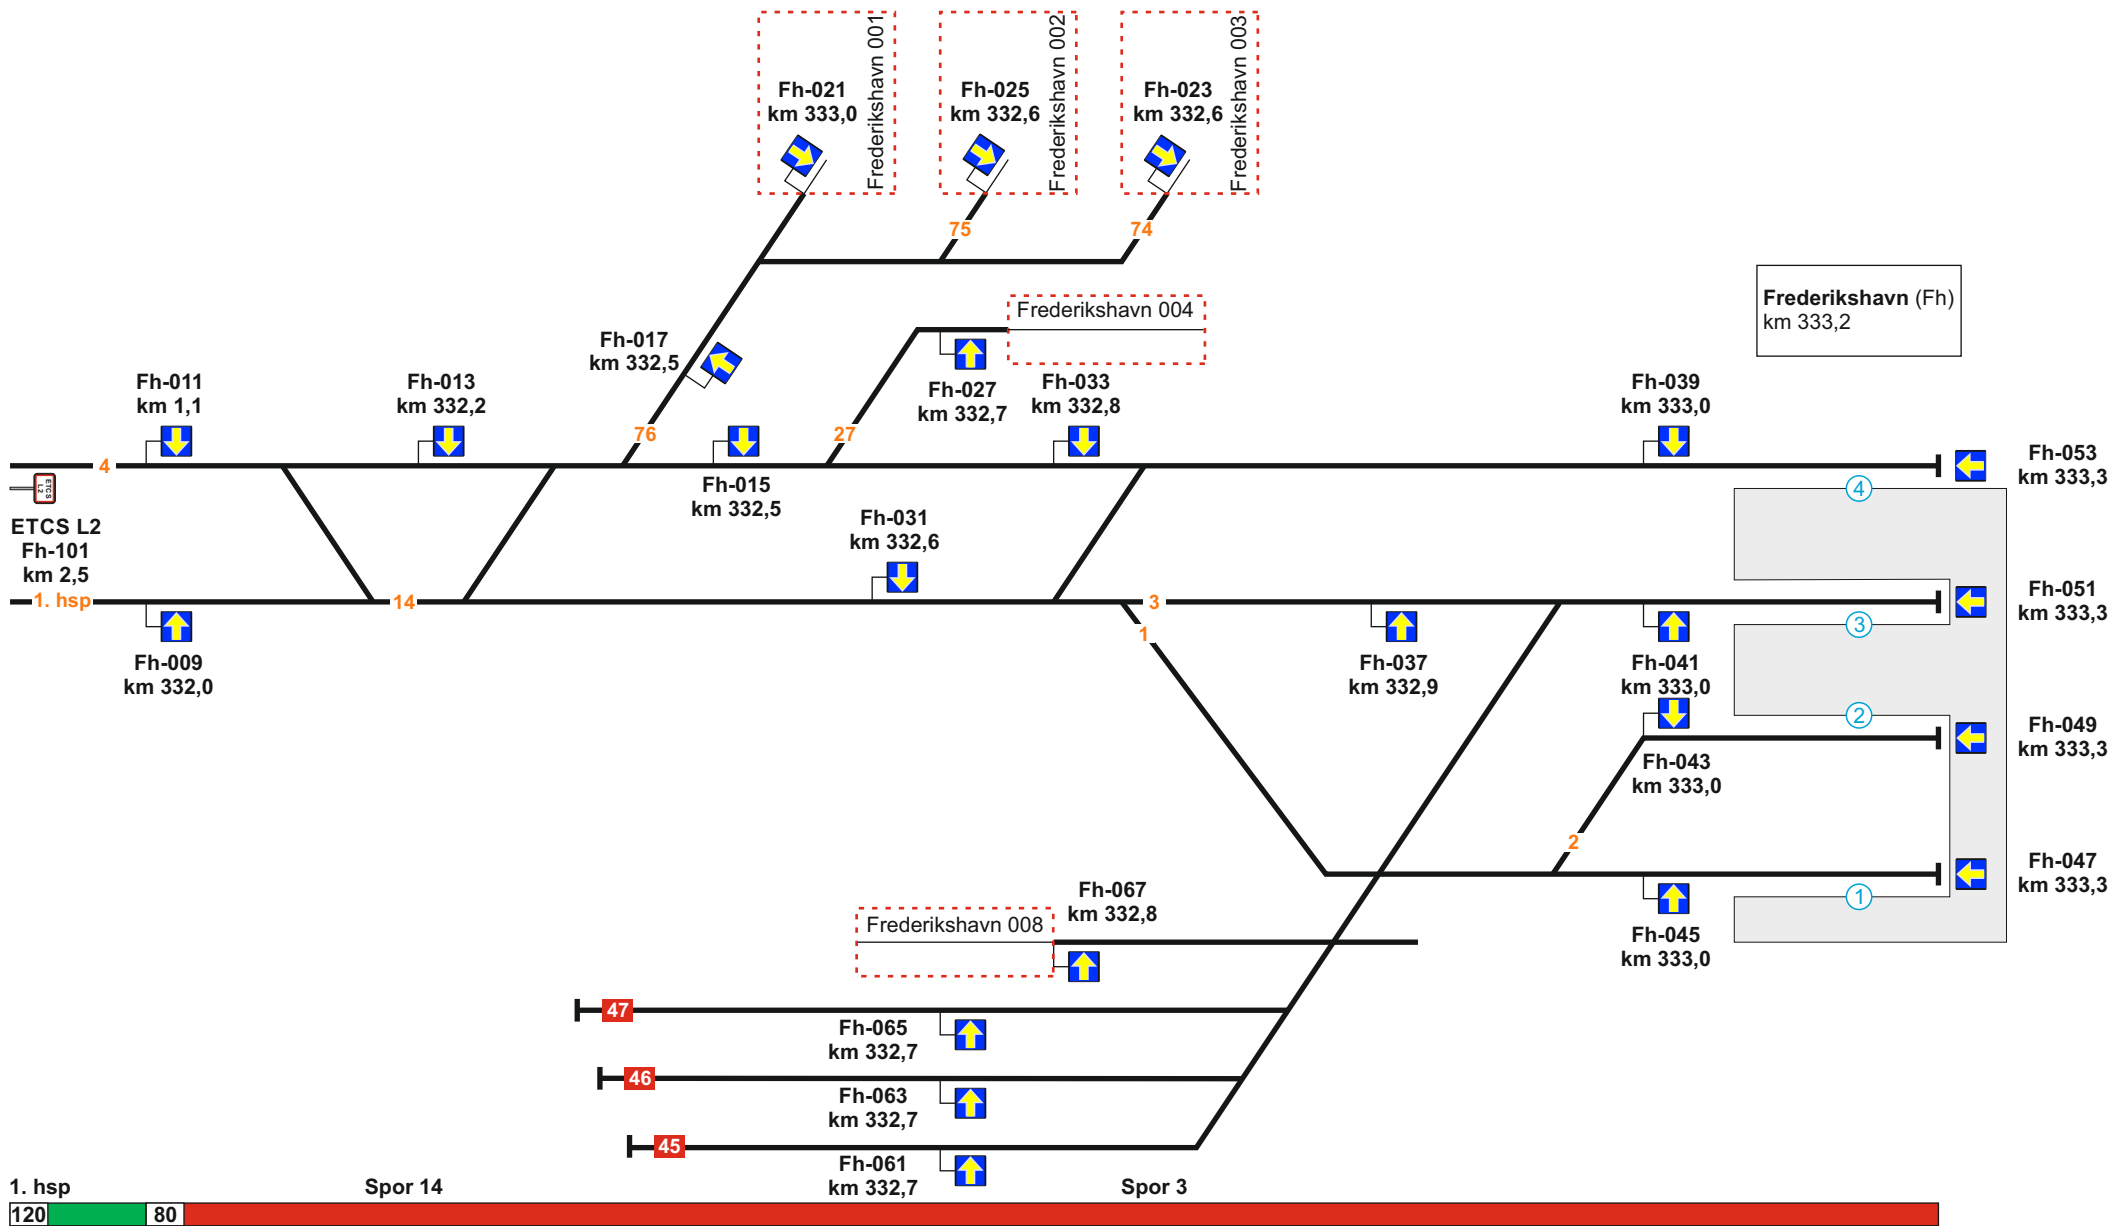 Frederikshavn 001
Frederikshavn 002
Frederikshavn 003
Fh-021
km 333,0
Fh-025
km 332,6
Fh-023
km 332,6
75
74
Frederikshavn (Fh)
km 333,2
Frederikshavn 004
Fh-017
km 332,5
Fh-011
km 1,1
Fh-013
km 332,2
Fh-027
km 332,7
Fh-033
km 332,8
Fh-039
km 333,0
76
27
4
Fh-053
km 333,3
ETCS
L2
4
Fh-015
km 332,5
ETCS L2
Fh-101
km 2,5
Fh-031
km 332,6
1. hsp
14
3
Fh-051
km 333,3
3
1
Fh-009
km 332,0
Fh-037
km 332,9
Fh-041
km 333,0
2
Fh-049
km 333,3
Fh-043
km 333,0
2
Fh-047
km 333,3
1
Fh-067
km 332,8
Frederikshavn 008
Fh-045
km 333,0
47
Fh-065
km 332,7
46
Fh-063
km 332,7
45
Fh-061
km 332,7
1. hsp
Spor 14
Spor 3
120
80